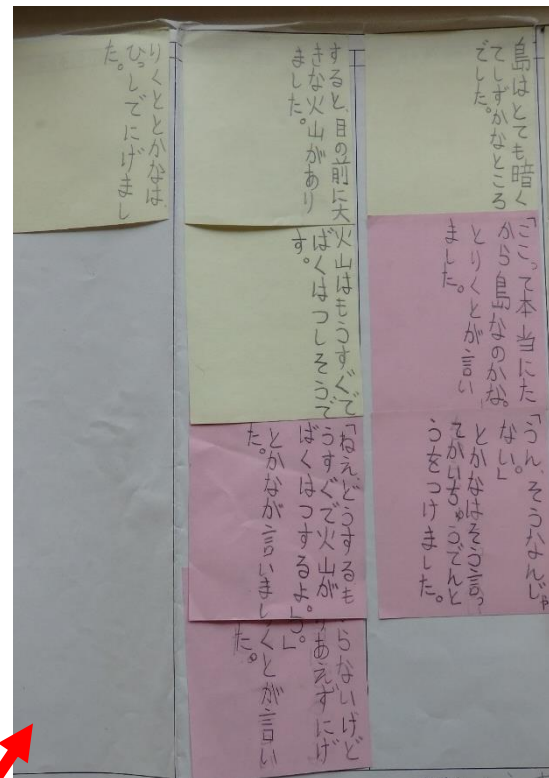 島はとても暗く
てしずかなところ
でした。
「ここって本当にた
から島なのかな。」
とりくとが言い
ました。
「うん、そうなんじゃ
ない」
とかなはそう言っ
てかいちゅうでんと
うをつけました。
すると、目の前に大
きな火山があり
ました。
火山はもうすぐで
ばくはつしそうで
す。
「ねえ、どうするも
うすぐで火山が
ばくはつするよ。」
とかなが言いまし
た。
らないけど
あえずにげ
う。」
くとが言い
た。
りくととかなは、
ひっしでにげまし
た。